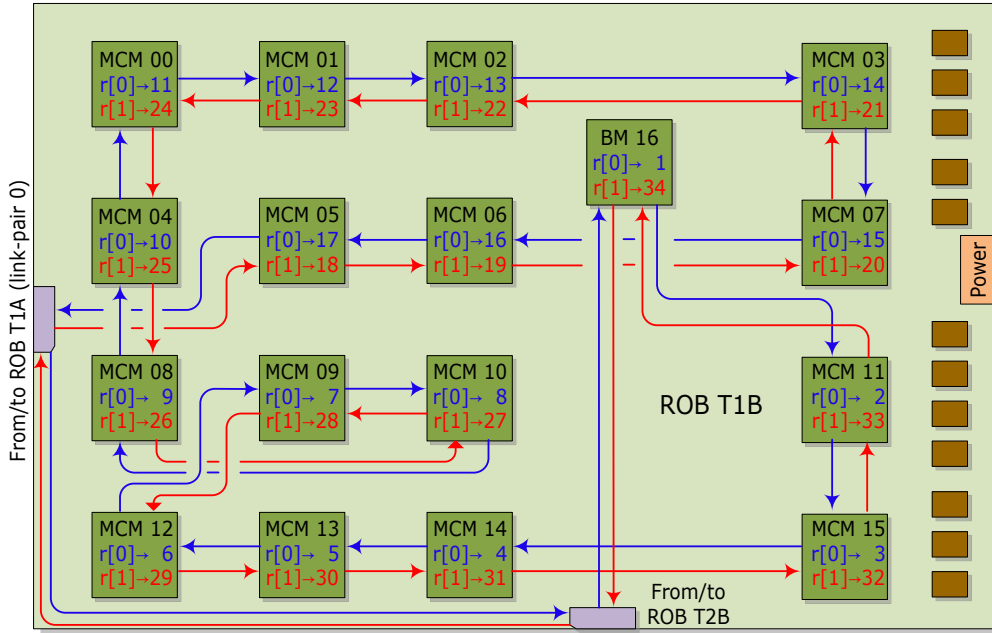 MCM 00
r[0]→11
r[1]→24
MCM 01
r[0]→12
r[1]→23
MCM 02
r[0]→13
r[1]→22
MCM 03
r[0]→14
r[1]→21
BM 16
r[0]→ 1
r[1]→34
MCM 04
r[0]→10
r[1]→25
MCM 05
r[0]→17
r[1]→18
MCM 06
r[0]→16
r[1]→19
MCM 07
r[0]→15
r[1]→20
From/to ROB T1A (link-pair 0)
Power
MCM 08
r[0]→ 9
r[1]→26
MCM 09
r[0]→ 7
r[1]→28
MCM 10
r[0]→ 8
r[1]→27
ROB T1B
MCM 11
r[0]→ 2
r[1]→33
MCM 12
r[0]→ 6
r[1]→29
MCM 13
r[0]→ 5
r[1]→30
MCM 14
r[0]→ 4
r[1]→31
MCM 15
r[0]→ 3
r[1]→32
From/to
ROB T2B